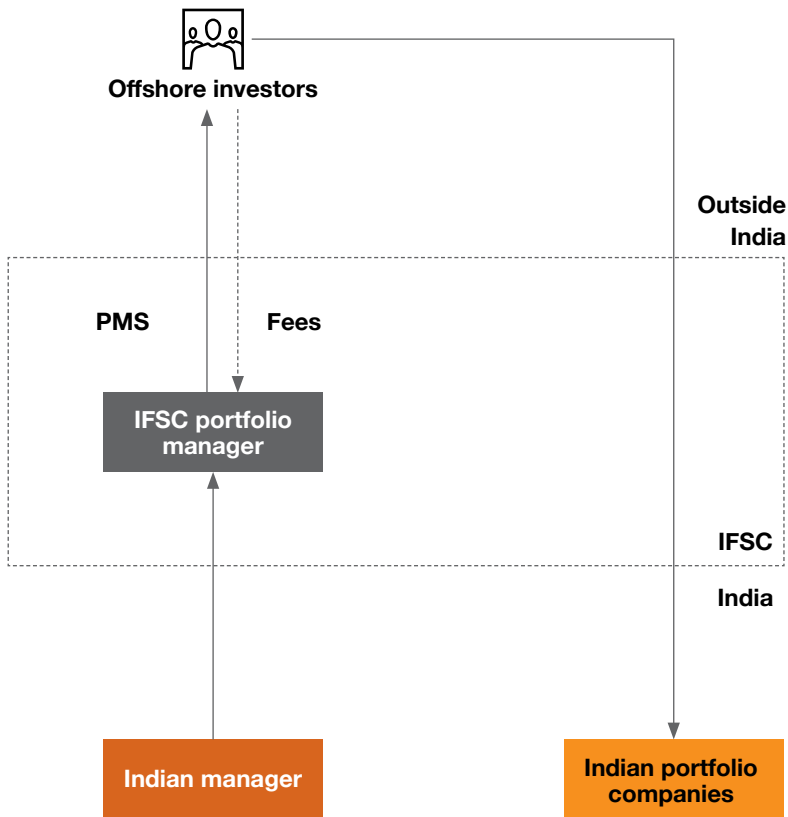 Offshore investors
Outside
India
PMS
Fees
IFSC portfolio
manager
IFSC
India
Indian manager
Indian portfolio
companies